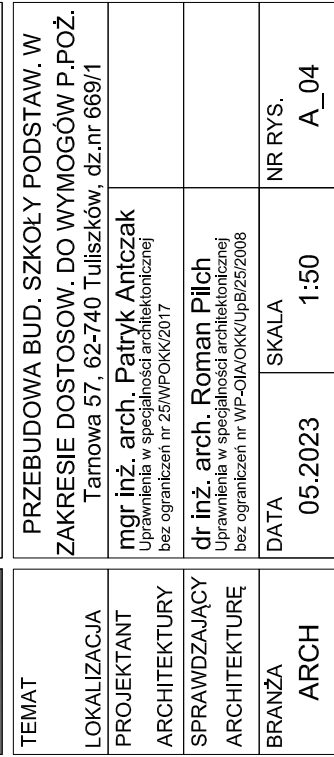 TEMAT
PRZEBUDOWA BUD. SZKOŁY PODSTAW. W
ZAKRESIE DOSTOSOW. DO WYMOGÓW P.POŻ.
LOKALIZACJA
Tarnowa 57, 62-740 Tuliszków, dz.nr 669/1
PROJEKTANT
ARCHITEKTURY
mgr inż. arch. Patryk Antczak
Uprawnienia w specjalności architektonicznej
bez ograniczeń nr 25/WPOKK/2017
SPRAWDZAJĄCY
ARCHITEKTURĘ
dr inż. arch. Roman Pilch
Uprawnienia w specjalności architektonicznej
bez ograniczeń nr WP-OIA/OKK/UpB/25/2008
BRANŻA
ARCH
DATA
05.2023
SKALA
1:50
NR RYS.
A_04